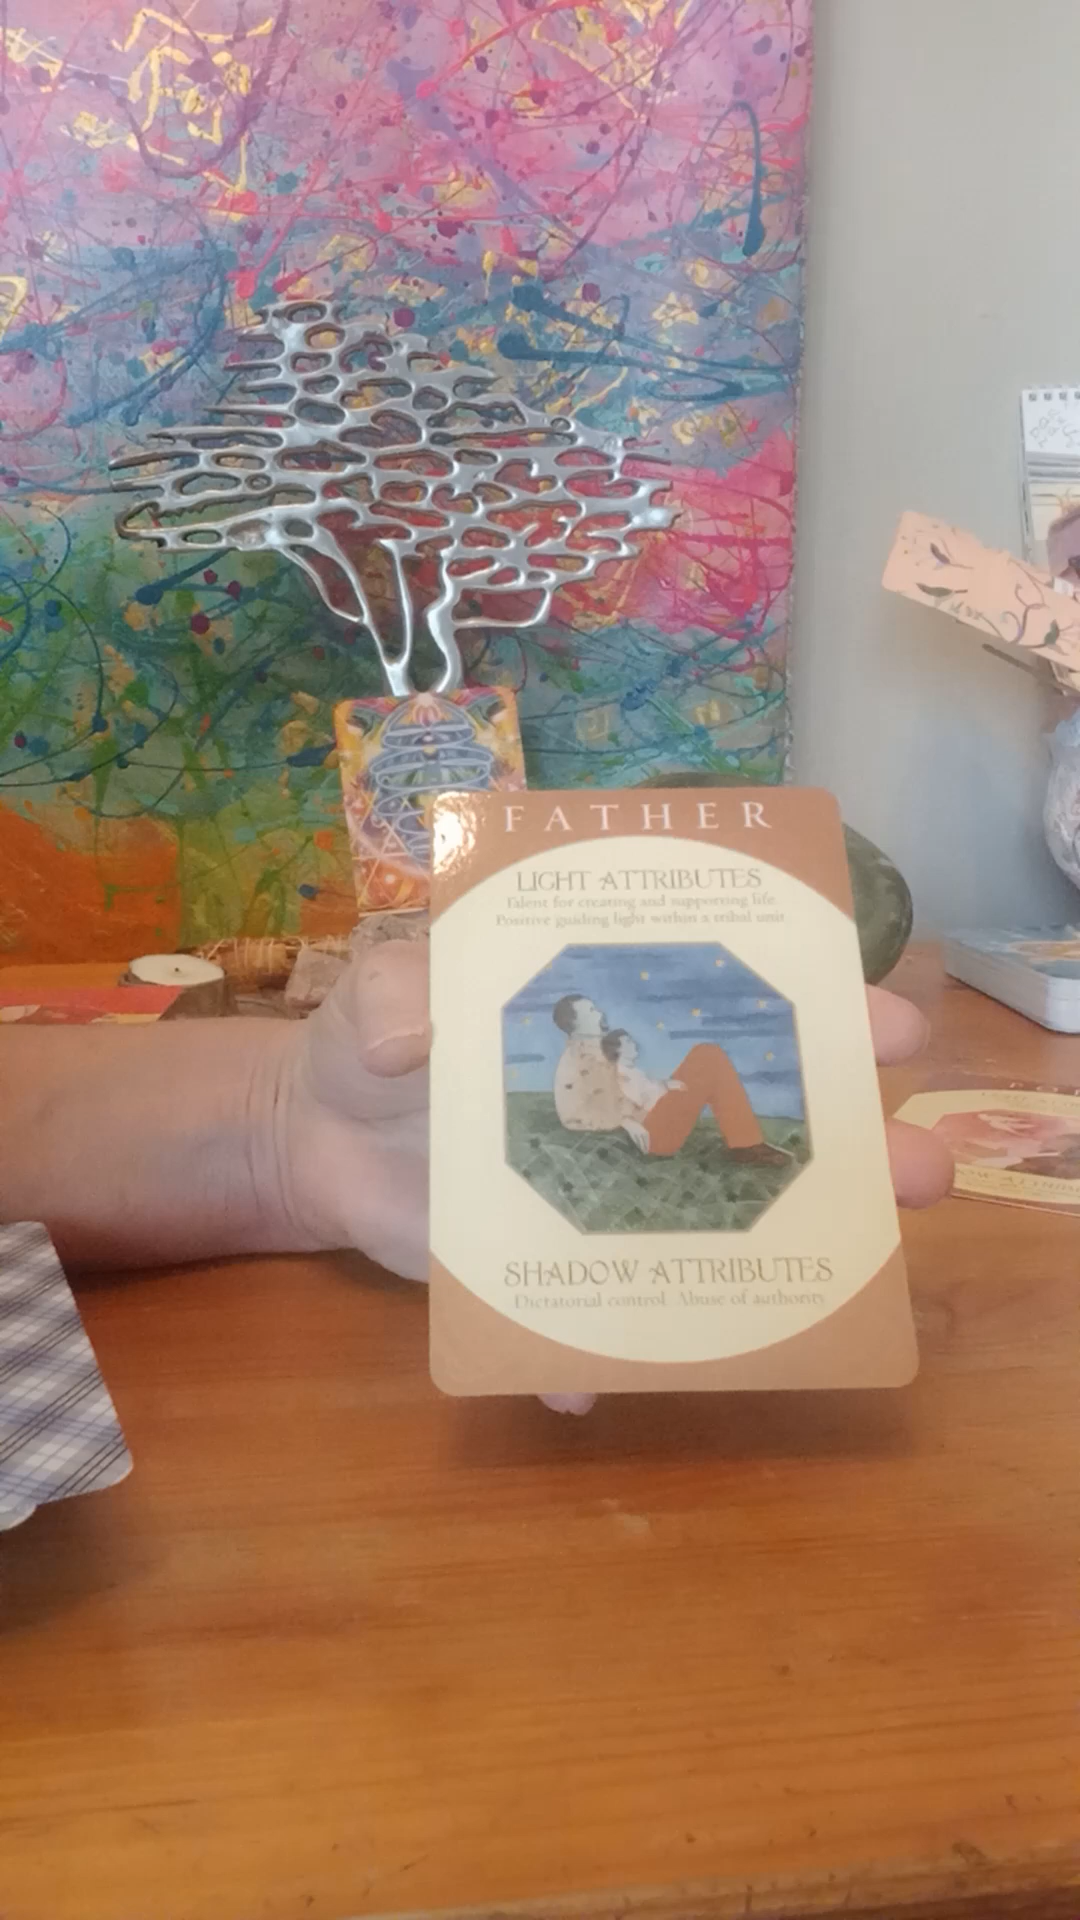 FATHER
LIGHT ATTRIBUTES
Talent for creating and supporting life
Positive guiding light within a tribal unit
SHADOW ATTRIBUTES
Dictatorial control. Abuse of authority